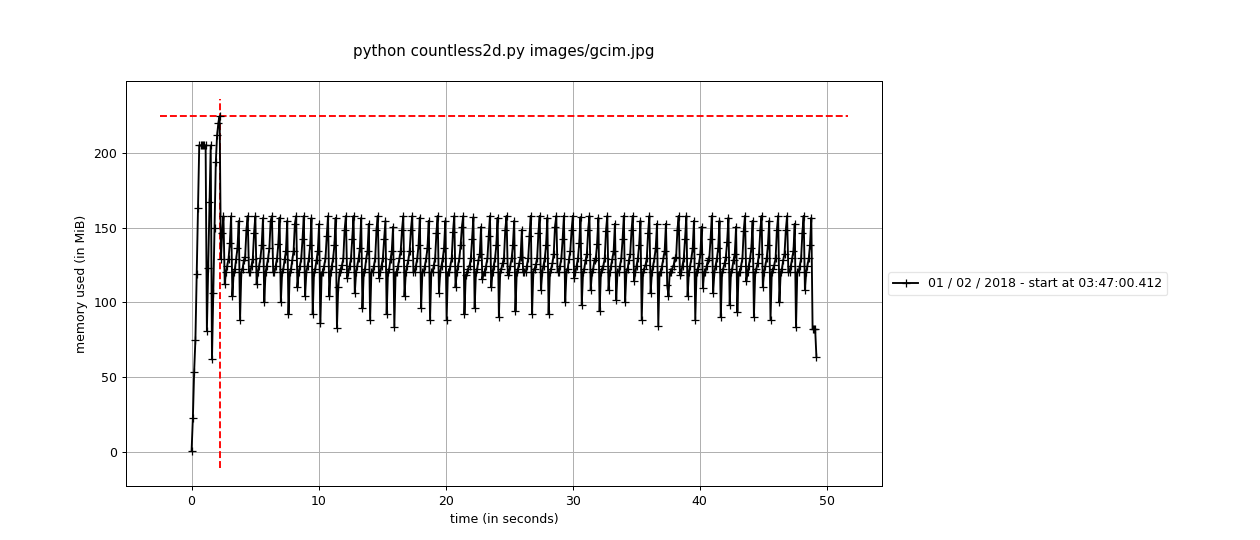 python countless2d.py images/gcim.jpg
200
150
100
50
0
memory used (in MiB)
0 10 20 30 40 50
time (in seconds)
01 / 02 / 2018 - start at 03:47:00.412